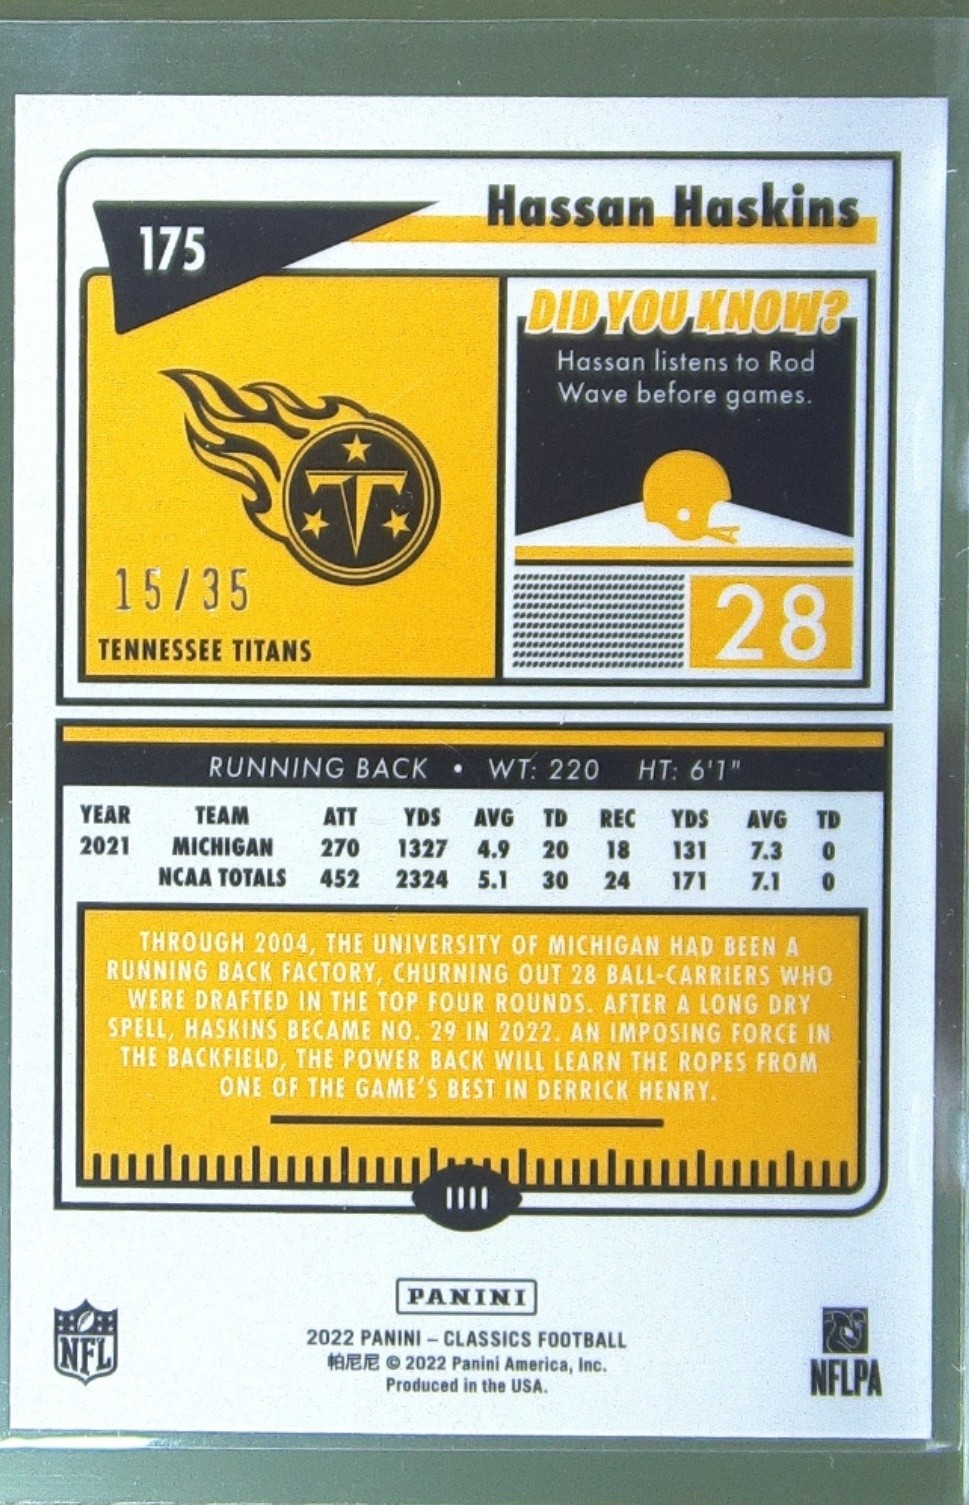 Hassan Haskins
175
DID YOU KNOW?
Hassan listens to Rod
Wave before games.
T
15/35
TENNESSEE TITANS
28
RUNNING BACK • WT: 220 HT: 6'1"
YEAR TEAM ATT YDS AVG TD REC YDS AVG TD
2021 MICHIGAN 270 1327 4.9 20 18 131 7.3 0
NCAA TOTALS 452 2324 5.1 30 24 171 7.1 0
THROUGH 2004, THE UNIVERSITY OF MICHIGAN HAD BEEN A
RUNNING BACK FACTORY, CHURNING OUT 28 BALL-CARRIERS WHO
WERE DRAFTED IN THE TOP FOUR ROUNDS. AFTER A LONG DRY
SPELL, HASKINS BECAME NO. 29 IN 2022. AN IMPOSING FORCE IN
THE BACKFIELD, THE POWER BACK WILL LEARN THE ROPES FROM
ONE OF THE GAME'S BEST IN DERRICK HENRY.
PANINI
2022 PANINI – CLASSICS FOOTBALL
帕尼尼 © 2022 Panini America, Inc.
Produced in the USA.
NFL
NFLPA